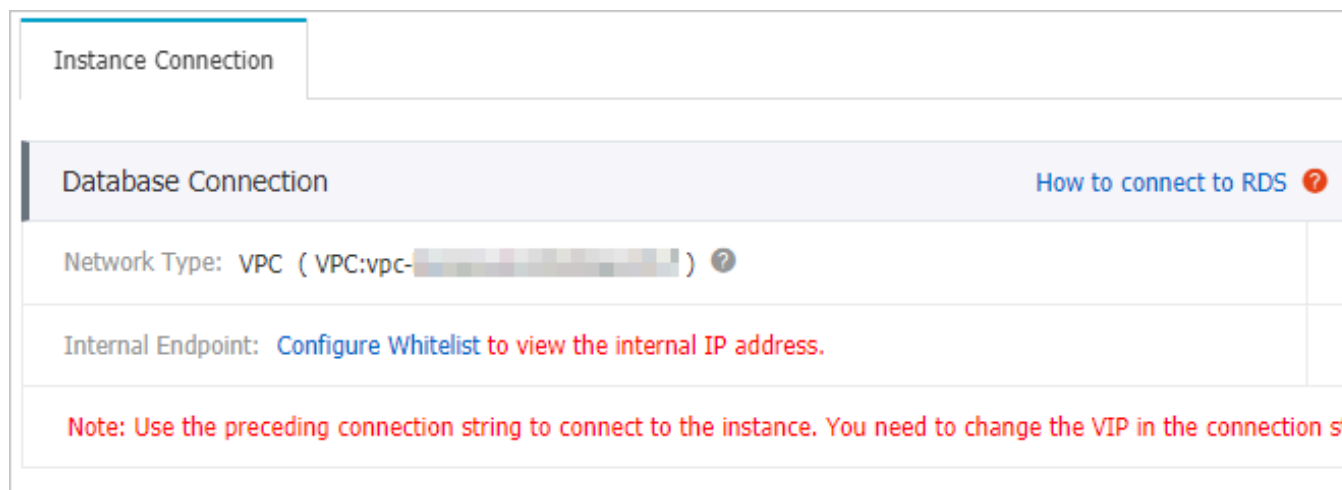 Instance Connection
Database Connection How to connect to RDS ?
Network Type: VPC ( VPC:vpc- ) ?
Internal Endpoint: Configure Whitelist to view the internal IP address.
Note: Use the preceding connection string to connect to the instance. You need to change the VIP in the connection